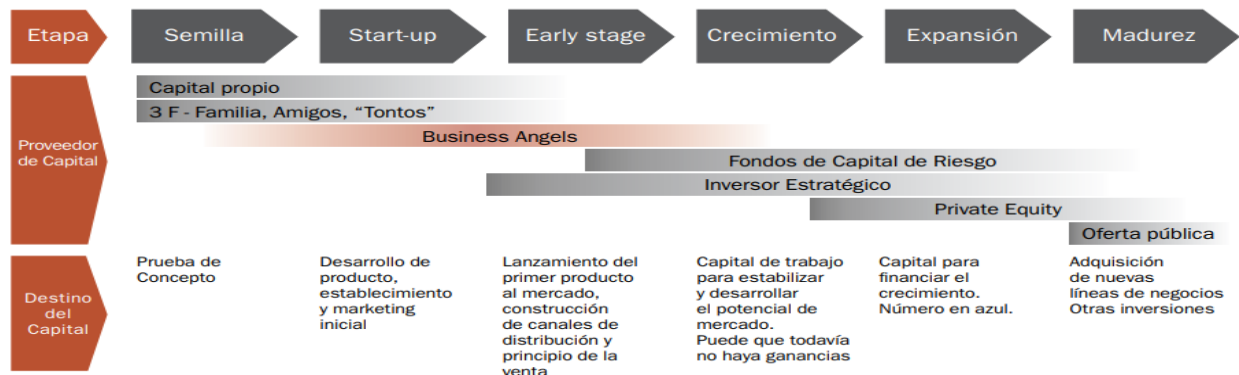 Etapa
Semilla
Start-up
Early stage
Crecimiento
Expansión
Madurez
Proveedor
de Capital
Capital propio
3 F - Familia, Amigos, “Tontos”
Business Angels
Fondos de Capital de Riesgo
Inversor Estratégico
Private Equity
Oferta pública
Destino
del
Capital
Prueba de
Concepto
Desarrollo de
producto,
establecimiento
y marketing
inicial
Lanzamiento del
primer producto
al mercado,
construcción
de canales de
distribución y
principio de la
venta
Capital de trabajo
para estabilizar
y desarrollar
el potencial de
mercado.
Puede que todavía
no haya ganancias
Capital para
financiar el
crecimiento.
Número en azul.
Adquisición
de nuevas
líneas de negocios
Otras inversiones